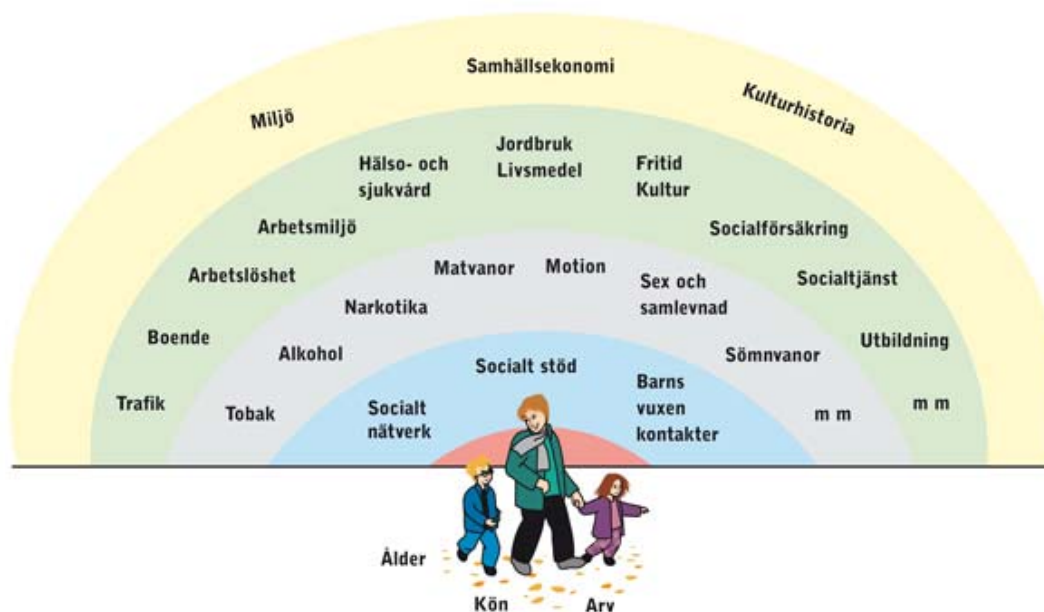 Miljö
Samhällsekonomi
Kulturhistoria
Trafik
Boende
Arbetslöshet
Arbetsmiljö
Hälso- och
sjukvård
Jordbruk
Livsmedel
Fritid
Kultur
Socialförsäkring
Socialtjänst
Utbildning
m m
Tobak
Alkohol
Narkotika
Matvanor
Motion
Sex och
samlevnad
Sömnvanor
m m
Socialt
nätverk
Socialt stöd
Barns
vuxen
kontakter
Ålder
Kön
Arv